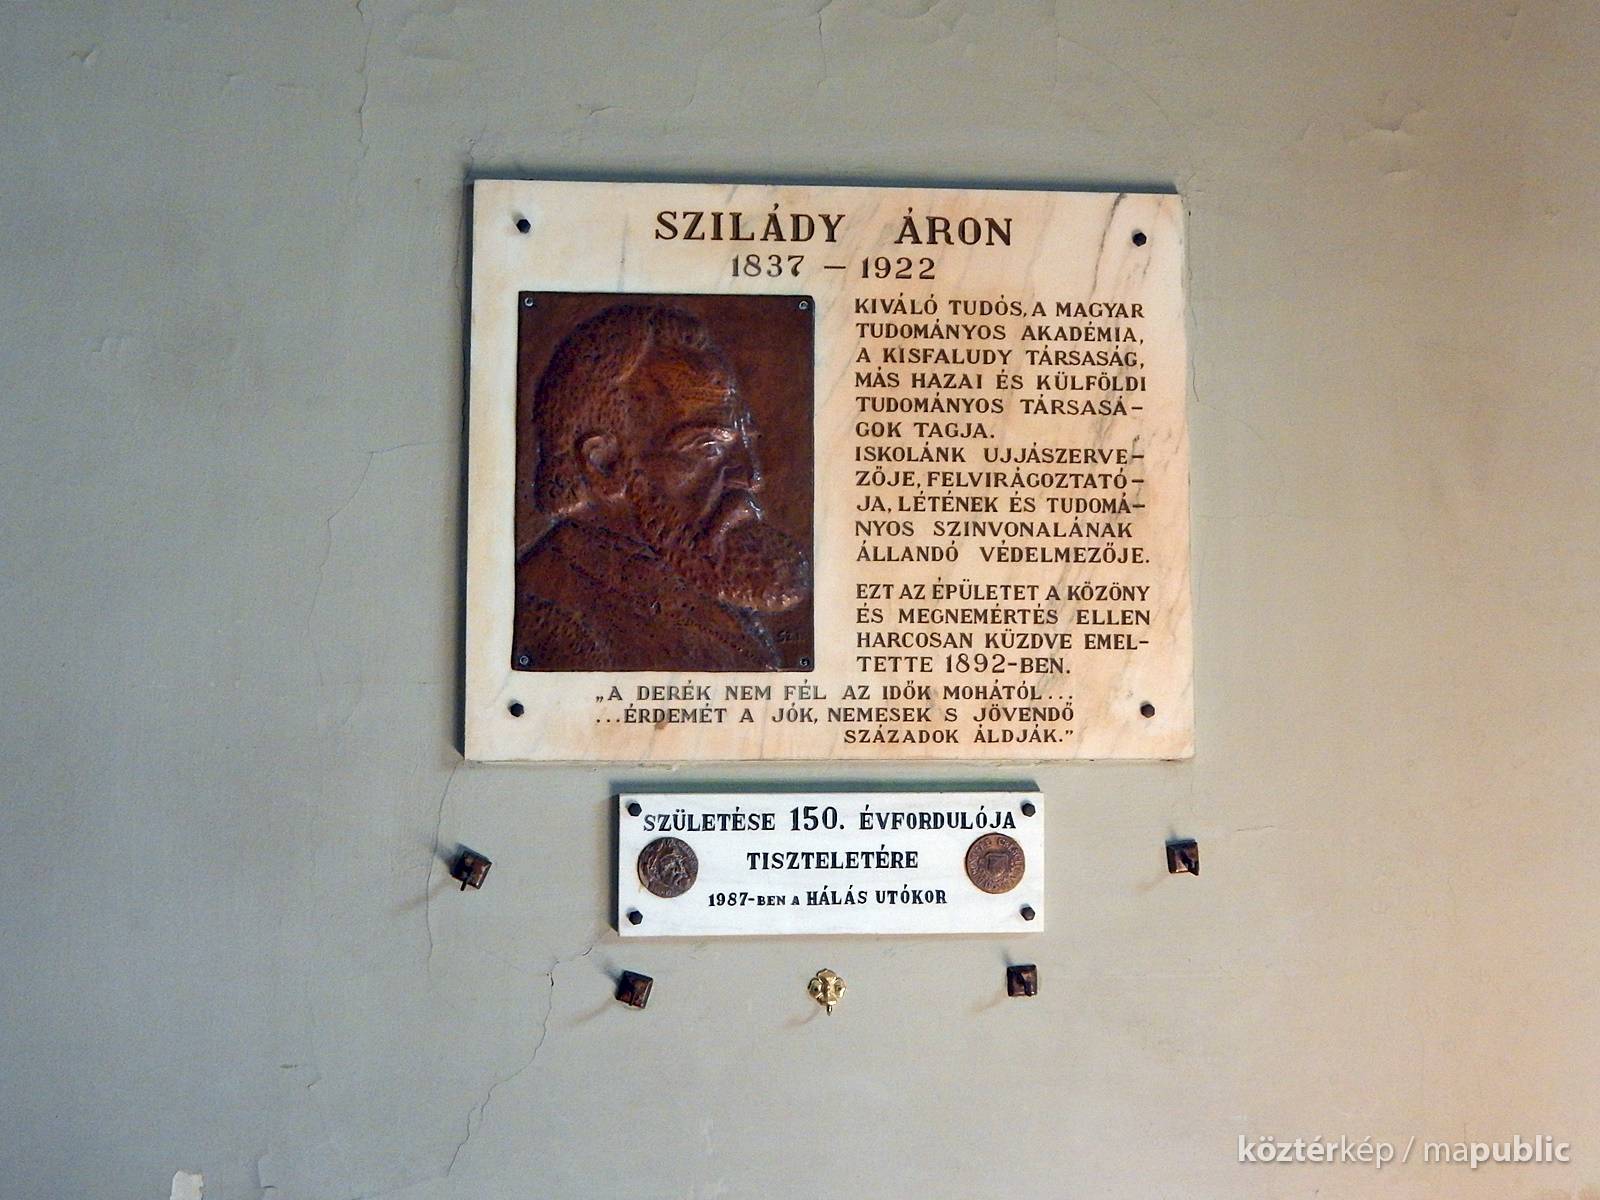 SZILÁDY ÁRON
1837 – 1922
KIVÁLÓ TUDÓS, A MAGYAR
TUDOMÁNYOS AKADÉMIA,
A KISFALUDY TÁRSASÁG,
MÁS HAZAI ÉS KÜLFÖLDI
TUDOMÁNYOS TÁRSASÁ-
GOK TAGJA.
ISKOLÁNK UJJÁSZERVE-
ZŐJE, FELVIRÁGOZTATÓ-
JA, LÉTÉNEK ÉS TUDOMÁ-
NYOS SZINVONALÁNAK
ÁLLANDÓ VÉDELMEZŐJE.
EZT AZ ÉPÜLETET A KÖZÖNY
ÉS MEGNEMÉRTÉS ELLEN
HARCOSAN KÜZDVE EMEL-
TETTE 1892-BEN.
„A DERÉK NEM FÉL AZ IDŐK MOHÁTÓL...
...ÉRDEMÉT A JÓK, NEMESEK S JÖVENDŐ
SZÁZADOK ÁLDJÁK."
SZÜLETÉSE 150. ÉVFORDULÓJA
TISZTELETÉRE
1987-BEN A HÁLÁS UTÓKOR
köztérkép / mapublic